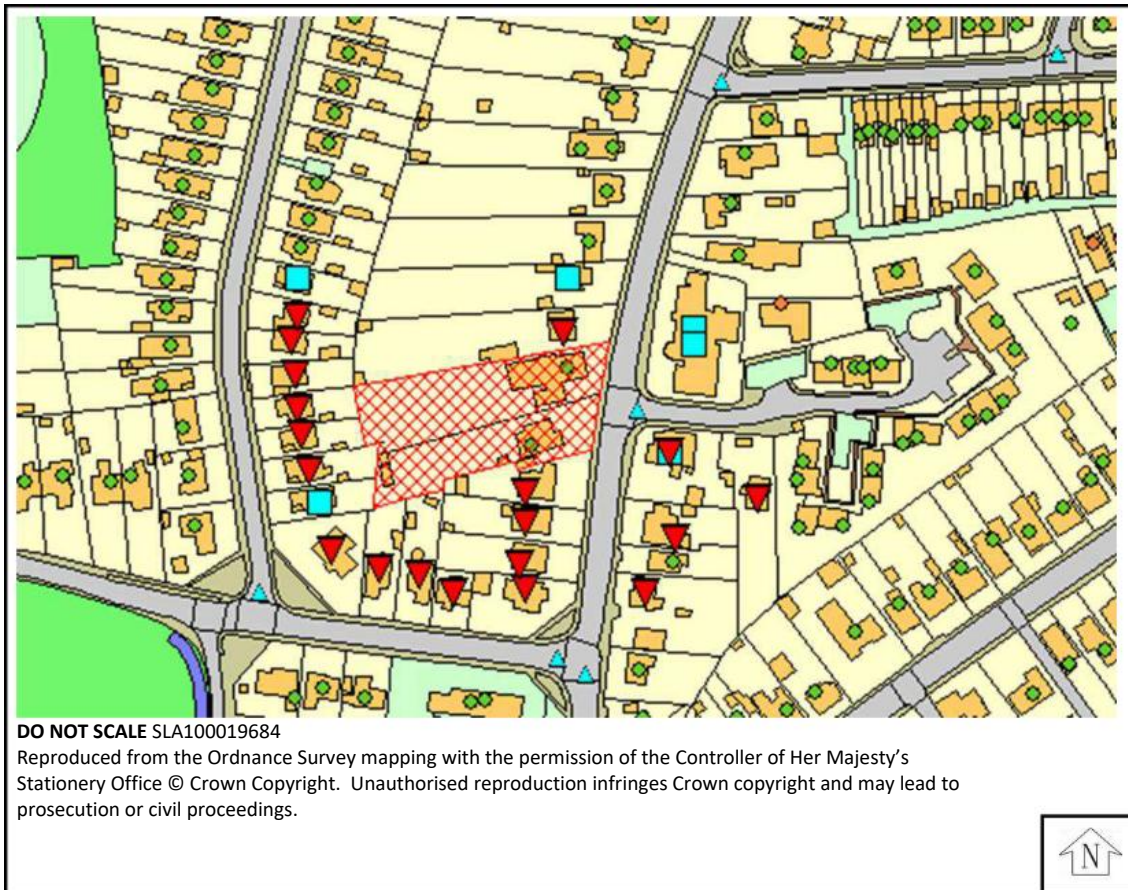 DO NOT SCALE SLA100019684
Reproduced from the Ordnance Survey mapping with the permission of the Controller of Her Majesty’s
Stationery Office © Crown Copyright.  Unauthorised reproduction infringes Crown copyright and may lead to
prosecution or civil proceedings.
N